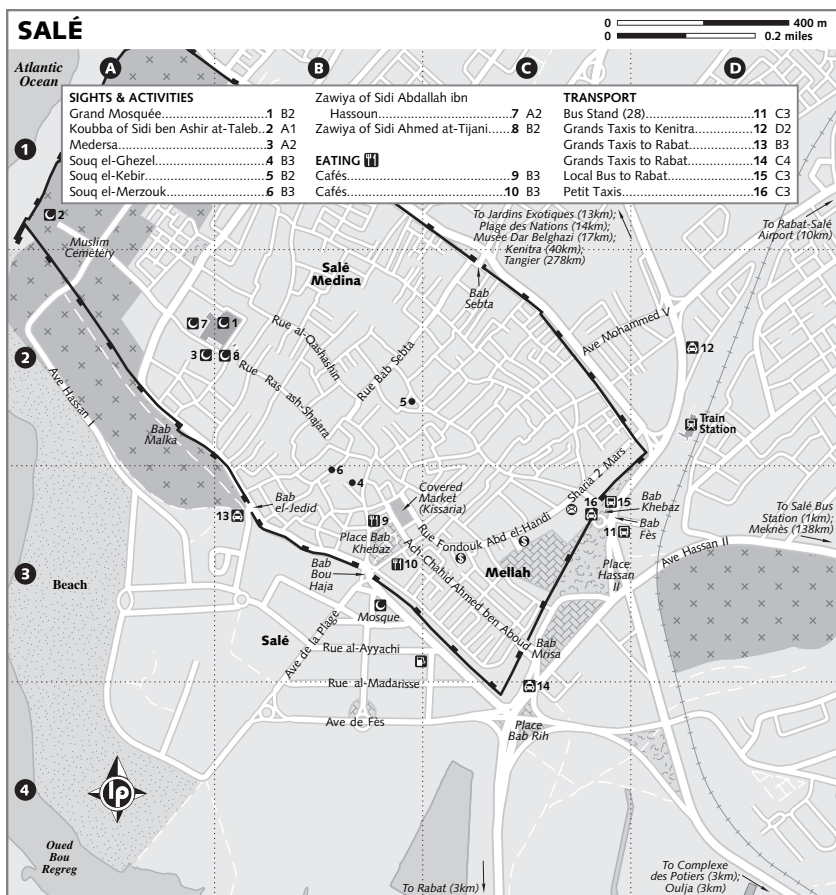 SALÉ
0 400 m
0 0.2 miles
A
B
C
D
Atlantic
Ocean
SIGHTS & ACTIVITIES
Grand Mosquée 1 B2
Koubba of Sidi ben Ashir at-Taleb 2 A1
Medersa 3 A2
Souq el-Ghezel 4 B3
Souq el-Kebir 5 B2
Souq el-Merzouk 6 B3
Zawiya of Sidi Abdallah ibn
Hassoun 7 A2
Zawiya of Sidi Ahmed at-Tijani 8 B2
EATING
Cafés 9 B3
Cafés 10 B3
TRANSPORT
Bus Stand (28) 11 C3
Grands Taxis to Kenitra 12 D2
Grands Taxis to Rabat 13 B3
Grands Taxis to Rabat 14 C4
Local Bus to Rabat 15 C3
Petit Taxis 16 C3
1
2
Muslim
Cemetery
To Jardins Exotiques (13km);
Plage des Nations (14km);
Musée Dar Belghazi (17km);
Kenitra (40km);
Tangier (278km)
To Rabat-Salé
Airport (10km)
Salé
Medina
Bab
Sebta
7
1
3
8
Rue al-Qashashin
Rue Ras ash-Shajara
Rue Bab Sebta
Ave Mohammed V
12
2
Ave Hassan I
5
Bab
Malka
Train
Station
6
4
Covered
Market
(Kissaria)
Sharia 2 Mars
16
15
Bab
Khebaz
Bab
el-Jedid
13
9
Place Bab
Khebaz
Rue Fondouk Abd el-Handi
Bab
Fès
11
To Salé Bus
Station (1km);
Meknès (138km)
Ave Hassan II
3
Beach
Bab
Bou
Haja
10
Ach-Chahid Ahmed ben Aboud
Mellah
Place
Hassan
II
Mosque
Salé
Ave de la Plage
Rue al-Ayyachi
Bab
Mrisa
Rue al-Madarisse
14
Ave de Fès
Place
Bab Rih
4
lp
Oued
Bou
Regreg
To Rabat (3km)
To Complexe
des Potiers (3km);
Oulja (3km)